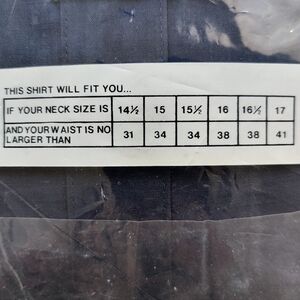 THIS SHIRT WILL FIT YOU...
IF YOUR NECK SIZE IS 14½ 15 15½ 16 16½ 17
AND YOUR WAIST IS NO LARGER THAN 31 34 34 38 38 41